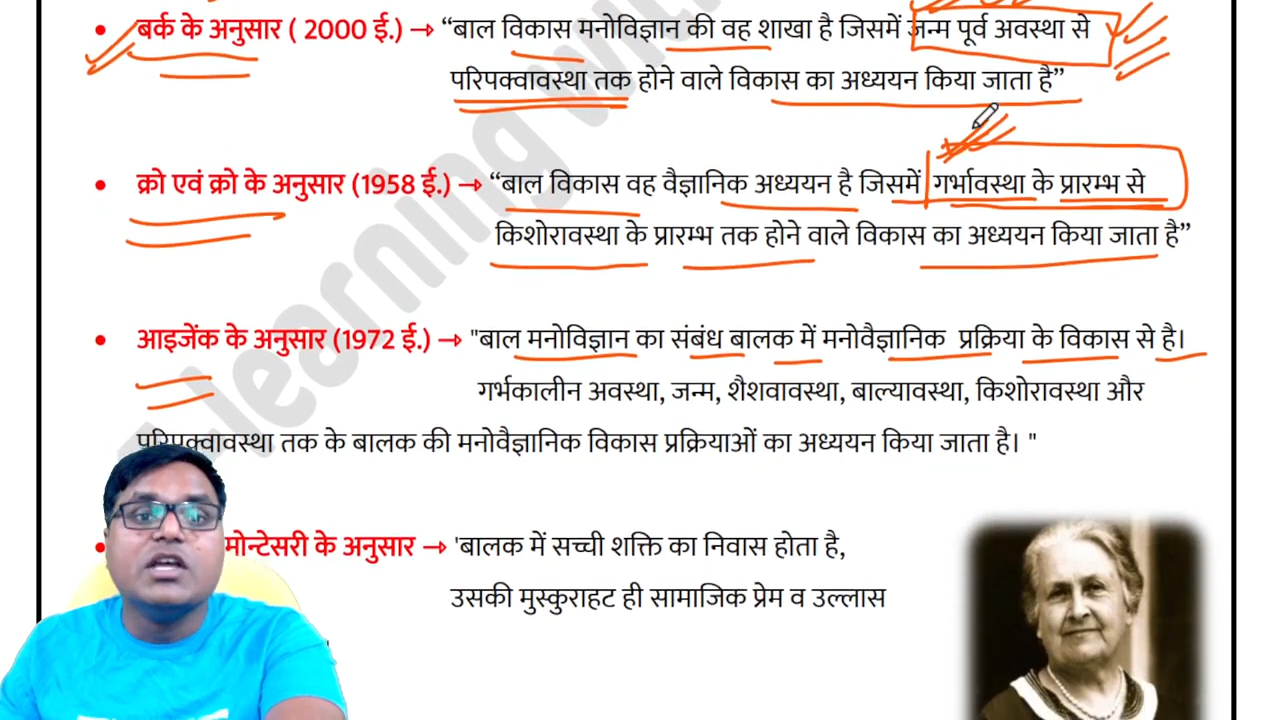 बर्क के अनुसार ( 2000 ई.) → “बाल विकास मनोविज्ञान की वह शाखा है जिसमें जन्म पूर्व अवस्था से
परिपक्वावस्था तक होने वाले विकास का अध्ययन किया जाता है”
क्रो एवं क्रो के अनुसार (1958 ई.) → “बाल विकास वह वैज्ञानिक अध्ययन है जिसमें गर्भावस्था के प्रारम्भ से
किशोरावस्था के प्रारम्भ तक होने वाले विकास का अध्ययन किया जाता है”
आइजेंक के अनुसार (1972 ई.) → "बाल मनोविज्ञान का संबंध बालक में मनोवैज्ञानिक प्रक्रिया के विकास से है।
गर्भकालीन अवस्था, जन्म, शैशवावस्था, बाल्यावस्था, किशोरावस्था और
परिपक्वावस्था तक के बालक की मनोवैज्ञानिक विकास प्रक्रियाओं का अध्ययन किया जाता है। "
मोन्टेसरी के अनुसार → 'बालक में सच्ची शक्ति का निवास होता है,
उसकी मुस्कुराहट ही सामाजिक प्रेम व उल्लास